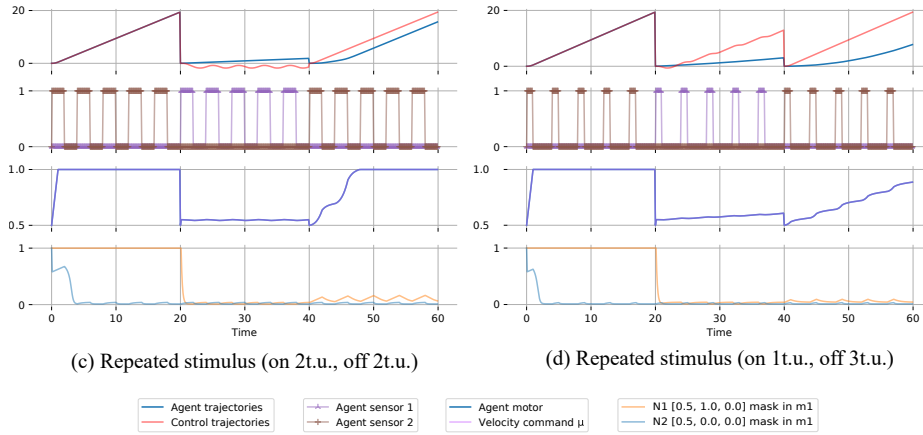 20
0
1
0
1.0
0.5
1
0
0 10 20 30 40 50 60
Time
(c) Repeated stimulus (on 2t.u., off 2t.u.)
20
0
1
0
1.0
0.5
1
0
0 10 20 30 40 50 60
Time
(d) Repeated stimulus (on 1t.u., off 3t.u.)
Agent trajectories
Control trajectories
Agent sensor 1
Agent sensor 2
Agent motor
Velocity command μ
N1 [0.5, 1.0, 0.0] mask in m1
N2 [0.5, 0.0, 0.0] mask in m1